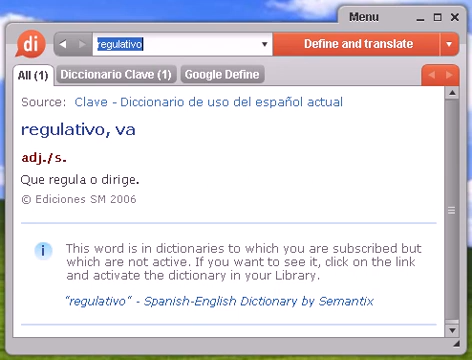 Menu
di
regulativo
Define and translate
All (1)
Diccionario Clave (1)
Google Define
Source: Clave - Diccionario de uso del español actual
regulativo, va
adj./s.
Que regula o dirige.
© Ediciones SM 2006
i
This word is in dictionaries to which you are subscribed but
which are not active. If you want to see it, click on the link
and activate the dictionary in your Library.
"regulativo" - Spanish-English Dictionary by Semantix